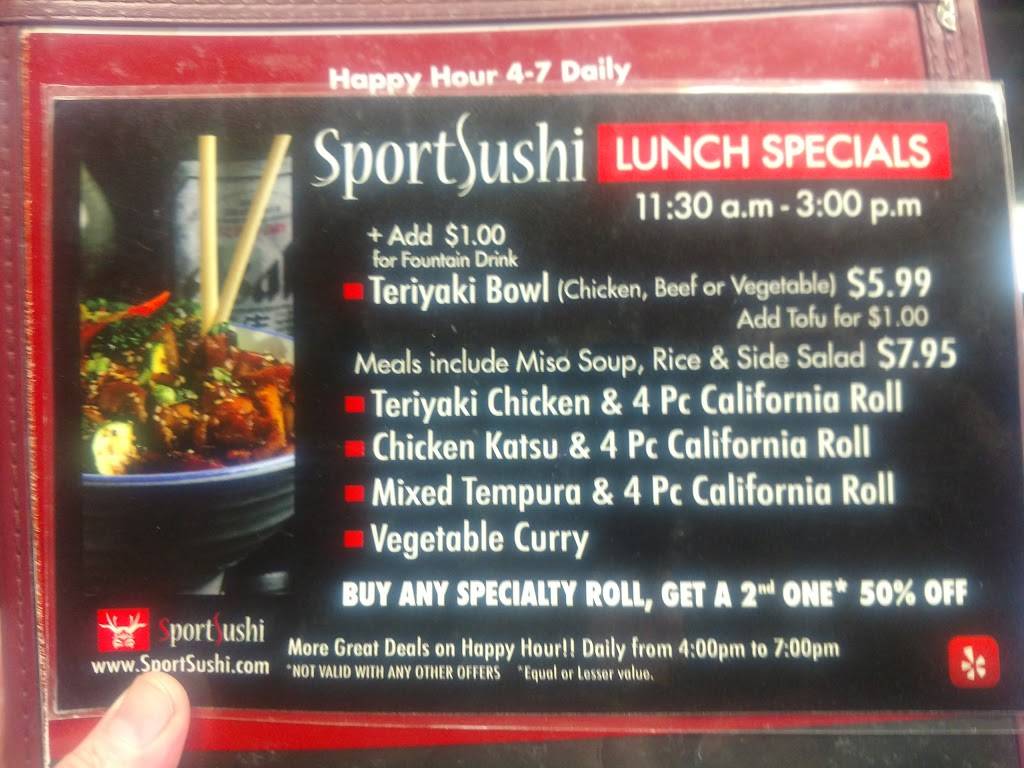 Happy Hour 4-7 Daily
SportSushi LUNCH SPECIALS
11:30 a.m - 3:00 p.m
+ Add $1.00
for Fountain Drink
Teriyaki Bowl (Chicken, Beef or Vegetable) $5.99
Add Tofu for $1.00
Meals include Miso Soup, Rice & Side Salad $7.95
Teriyaki Chicken & 4 Pc California Roll
Chicken Katsu & 4 Pc California Roll
Mixed Tempura & 4 Pc California Roll
Vegetable Curry
BUY ANY SPECIALTY ROLL, GET A 2nd ONE* 50% OFF
SportSushi
www.SportSushi.com
More Great Deals on Happy Hour!! Daily from 4:00pm to 7:00pm
*NOT VALID WITH ANY OTHER OFFERS *Equal or Lesser value.